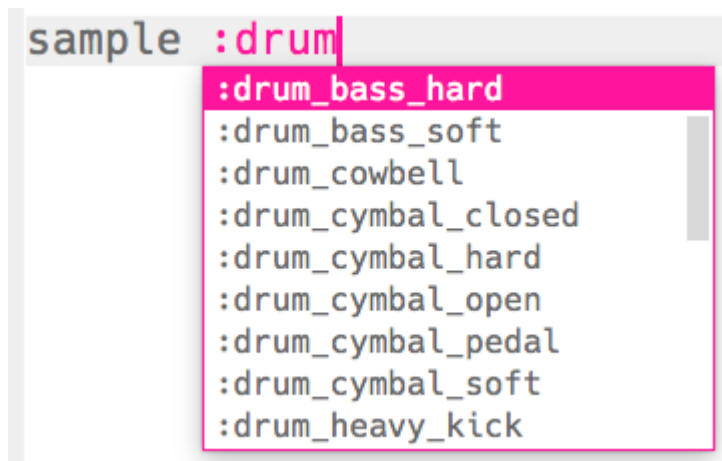 sample :drum
:drum_bass_hard
:drum_bass_soft
:drum_cowbell
:drum_cymbal_closed
:drum_cymbal_hard
:drum_cymbal_open
:drum_cymbal_pedal
:drum_cymbal_soft
:drum_heavy_kick